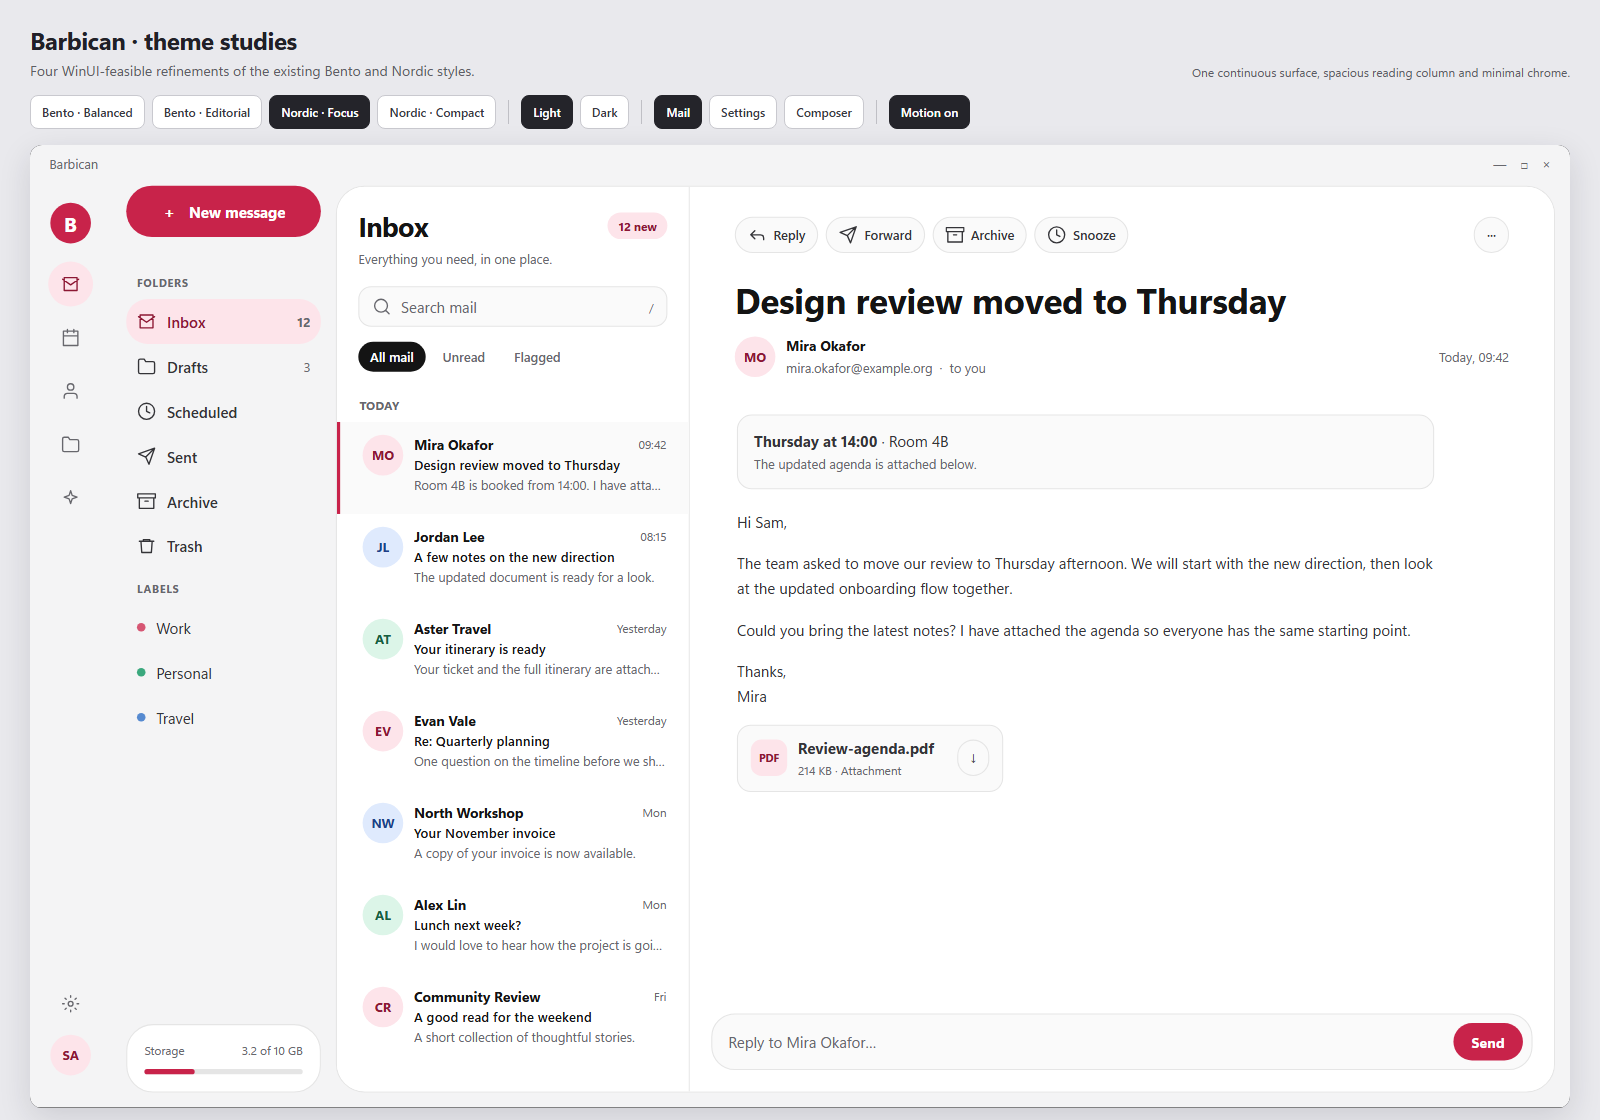 Barbican · theme studies
Four WinUI-feasible refinements of the existing Bento and Nordic styles.
One continuous surface, spacious reading column and minimal chrome.
Bento · Balanced
Bento · Editorial
Nordic · Focus
Nordic · Compact
Light
Dark
Mail
Settings
Composer
Motion on
Barbican
B
+ New message
FOLDERS
Inbox 12
Drafts 3
Scheduled
Sent
Archive
Trash
LABELS
Work
Personal
Travel
Storage 3.2 of 10 GB
SA
Inbox
12 new
Everything you need, in one place.
Search mail /
All mail
Unread
Flagged
TODAY
MO
Mira Okafor 09:42
Design review moved to Thursday
Room 4B is booked from 14:00. I have atta...
JL
Jordan Lee 08:15
A few notes on the new direction
The updated document is ready for a look.
AT
Aster Travel Yesterday
Your itinerary is ready
Your ticket and the full itinerary are attach...
EV
Evan Vale Yesterday
Re: Quarterly planning
One question on the timeline before we sh...
NW
North Workshop Mon
Your November invoice
A copy of your invoice is now available.
AL
Alex Lin Mon
Lunch next week?
I would love to hear how the project is goi...
CR
Community Review Fri
A good read for the weekend
A short collection of thoughtful stories.
Reply
Forward
Archive
Snooze
...
Design review moved to Thursday
MO
Mira Okafor
mira.okafor@example.org · to you
Today, 09:42
Thursday at 14:00 · Room 4B
The updated agenda is attached below.
Hi Sam,
The team asked to move our review to Thursday afternoon. We will start with the new direction, then look
at the updated onboarding flow together.
Could you bring the latest notes? I have attached the agenda so everyone has the same starting point.
Thanks,
Mira
PDF
Review-agenda.pdf
214 KB · Attachment
↓
Reply to Mira Okafor...
Send